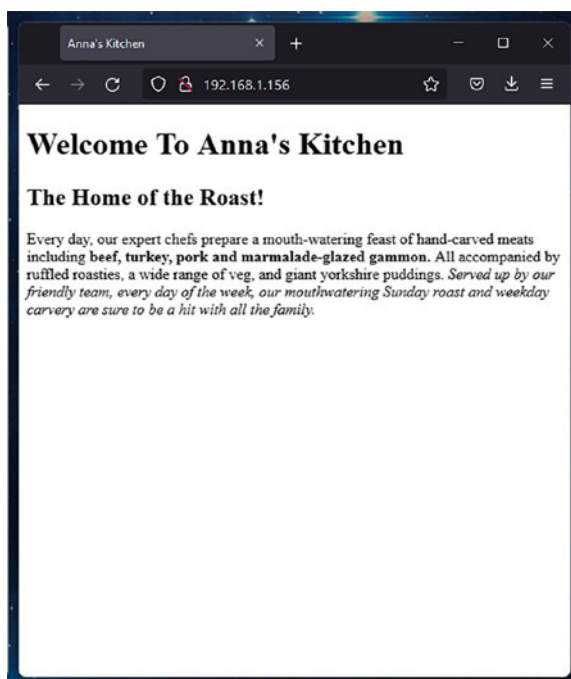 Anna's Kitchen
192.168.1.156
Welcome To Anna's Kitchen
The Home of the Roast!
Every day, our expert chefs prepare a mouth-watering feast of hand-carved meats
including beef, turkey, pork and marmalade-glazed gammon. All accompanied by
ruffled roasties, a wide range of veg, and giant yorkshire puddings. Served up by our
friendly team, every day of the week, our mouthwatering Sunday roast and weekday
carvery are sure to be a hit with all the family.